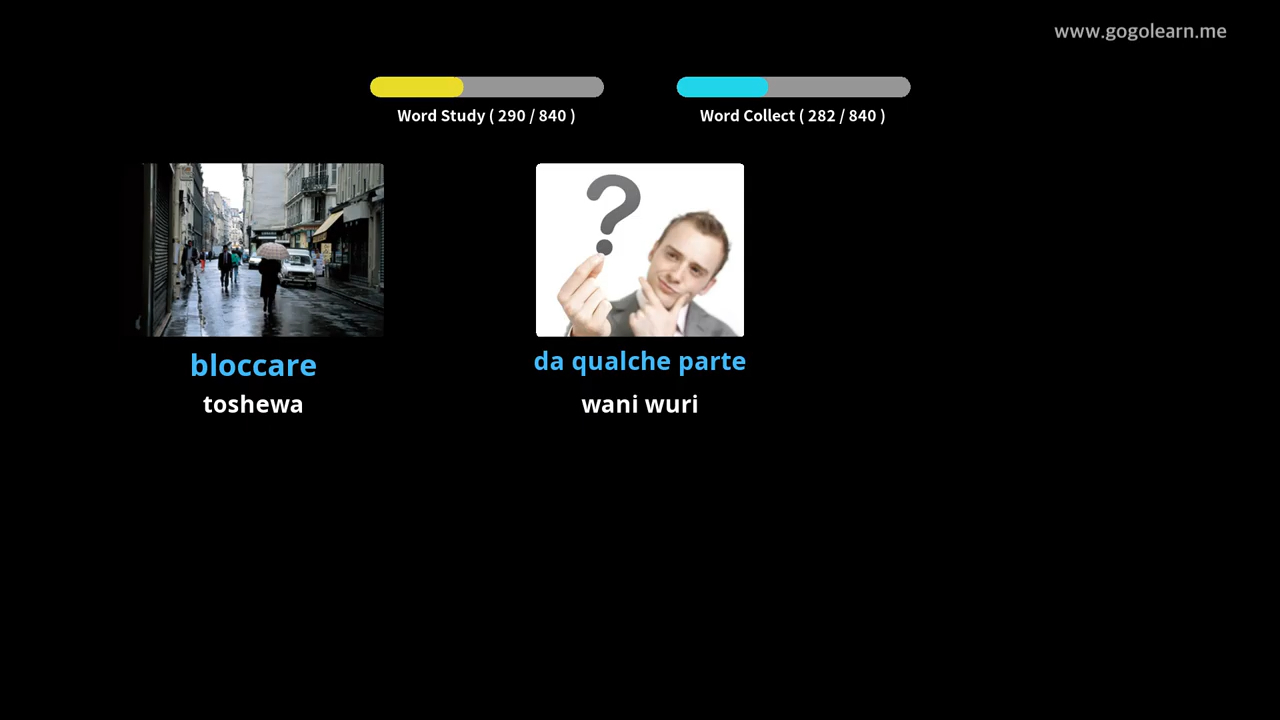 www.gogolearn.me
Word Study ( 290 / 840 )
Word Collect ( 282 / 840 )
bloccare
toshewa
da qualche parte
wani wuri